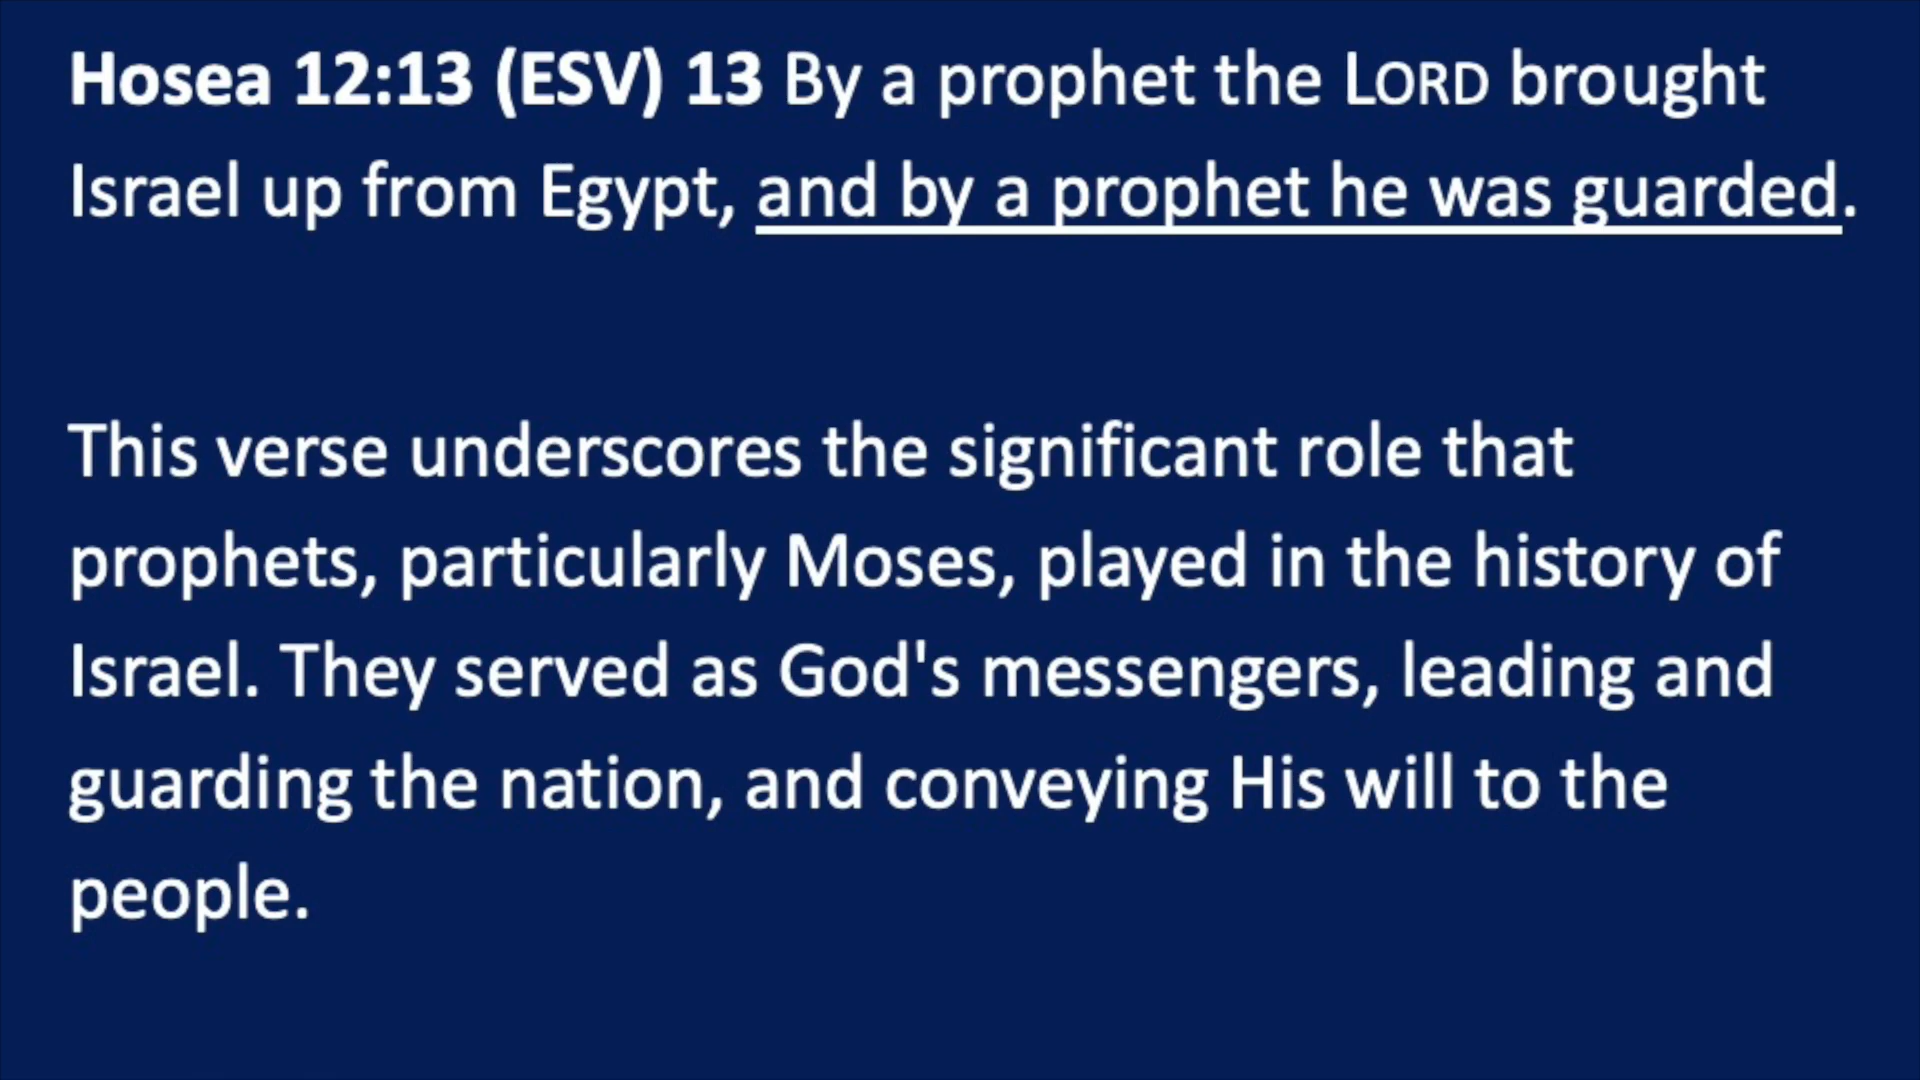 Hosea 12:13 (ESV) 13 By a prophet the LORD brought
Israel up from Egypt, and by a prophet he was guarded.
This verse underscores the significant role that
prophets, particularly Moses, played in the history of
Israel. They served as God's messengers, leading and
guarding the nation, and conveying His will to the
people.